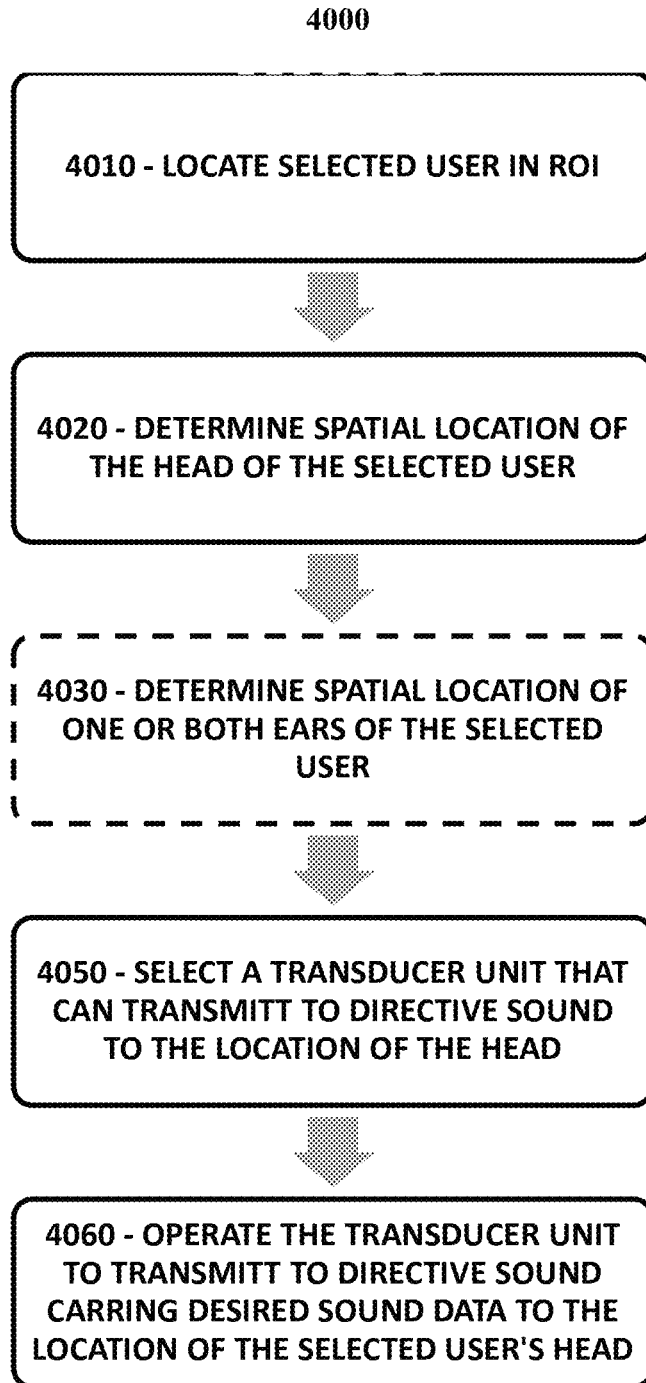 4000
4010 - LOCATE SELECTED USER IN ROI
4020 - DETERMINE SPATIAL LOCATION OF
THE HEAD OF THE SELECTED USER
4030 - DETERMINE SPATIAL LOCATION OF
ONE OR BOTH EARS OF THE SELECTED
USER
4050 - SELECT A TRANSDUCER UNIT THAT
CAN TRANSMITT TO DIRECTIVE SOUND
TO THE LOCATION OF THE HEAD
4060 - OPERATE THE TRANSDUCER UNIT
TO TRANSMITT TO DIRECTIVE SOUND
CARRING DESIRED SOUND DATA TO THE
LOCATION OF THE SELECTED USER'S HEAD